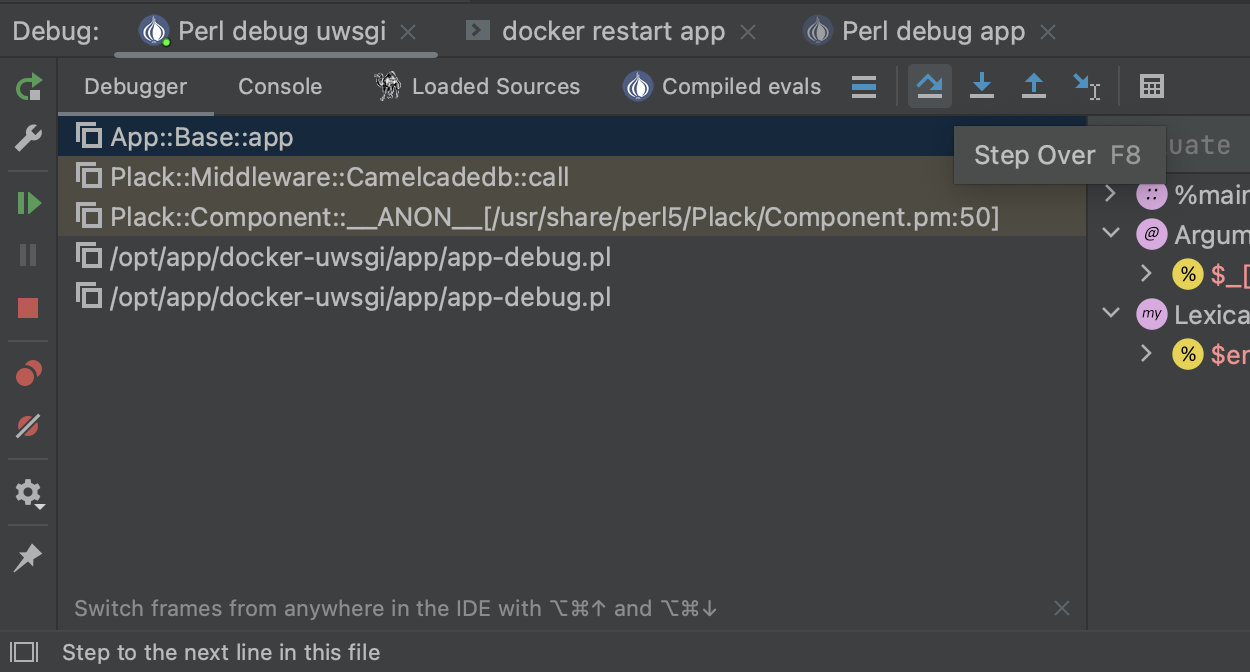 Debug: Perl debug uwsgi docker restart app Perl debug app
Debugger Console Loaded Sources Compiled evals
App::Base::app
Step Over F8
Plack::Middleware::Camelcadedb::call
%main
Plack::Component::__ANON__[/usr/share/perl5/Plack/Component.pm:50]
@ Argum
/opt/app/docker-uwsgi/app/app-debug.pl
% $_[
/opt/app/docker-uwsgi/app/app-debug.pl
my Lexica
% $er
Switch frames from anywhere in the IDE with ⌥⌘↑ and ⌥⌘↓
Step to the next line in this file